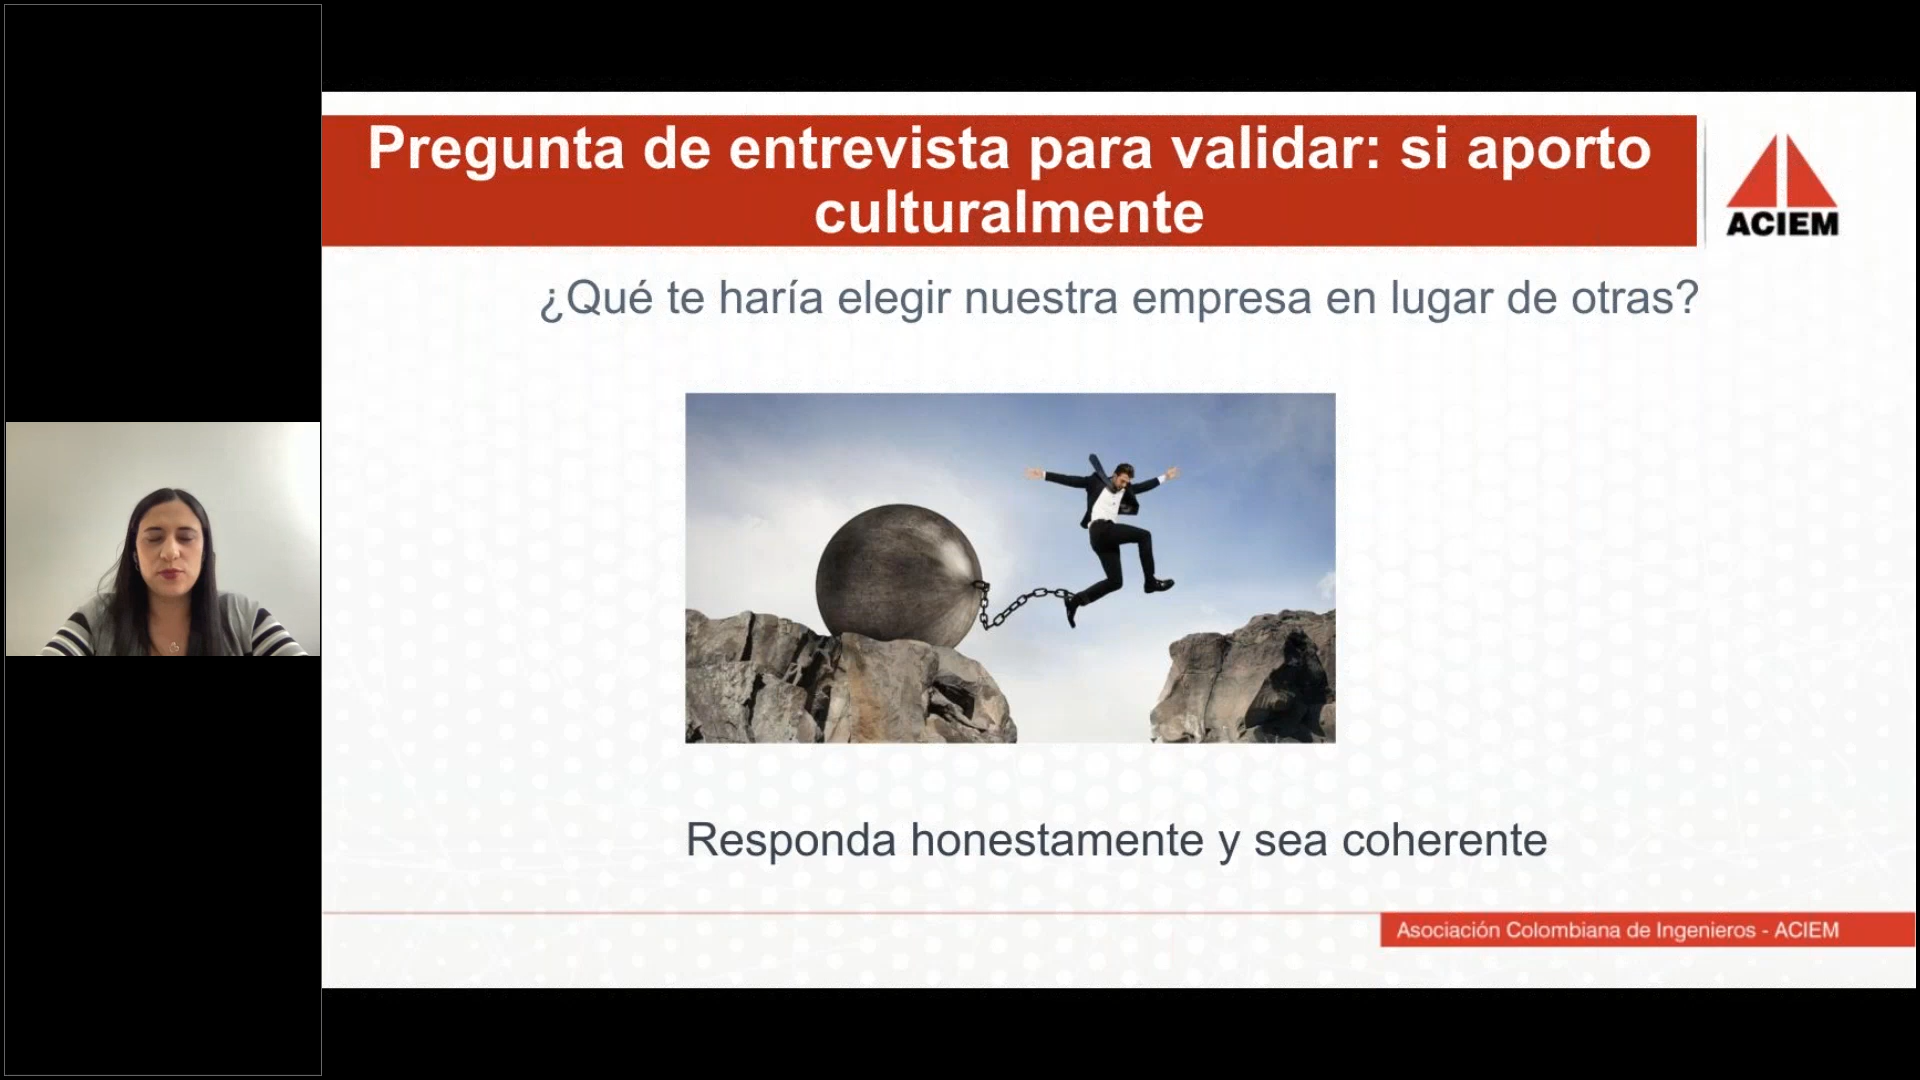 Pregunta de entrevista para validar: si aporto
culturalmente
ACIEM
¿Qué te haría elegir nuestra empresa en lugar de otras?
Responda honestamente y sea coherente
Asociación Colombiana de Ingenieros - ACIEM